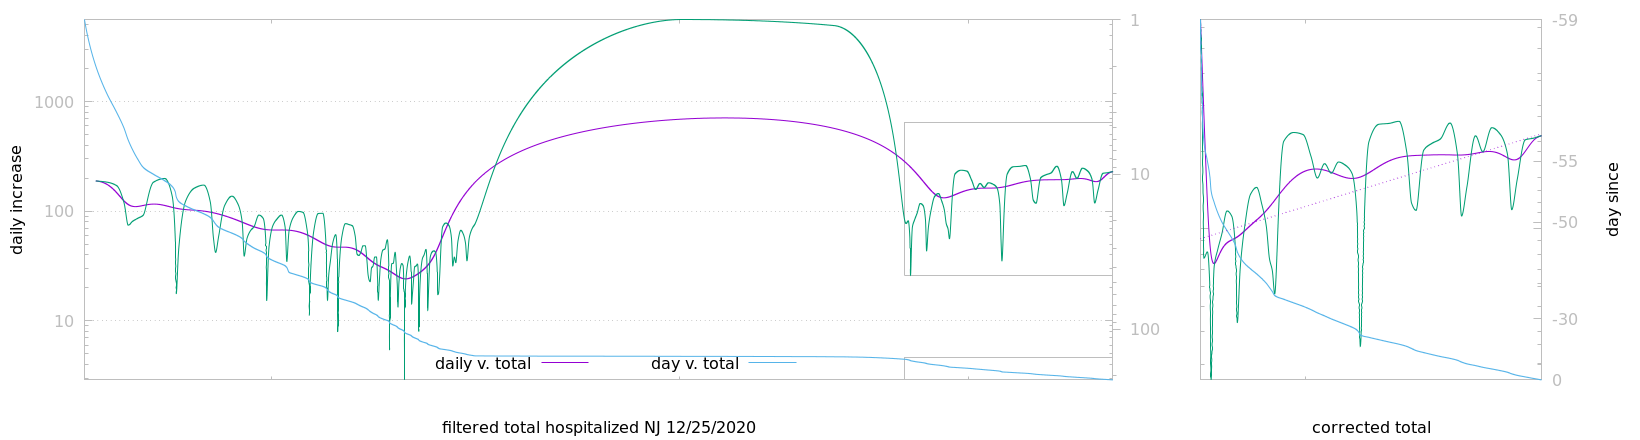 1
-59
1000
daily increase
10
-55
100
-50
day since
10
100
-30
daily v. total
day v. total
0
filtered total hospitalized NJ 12/25/2020
corrected total